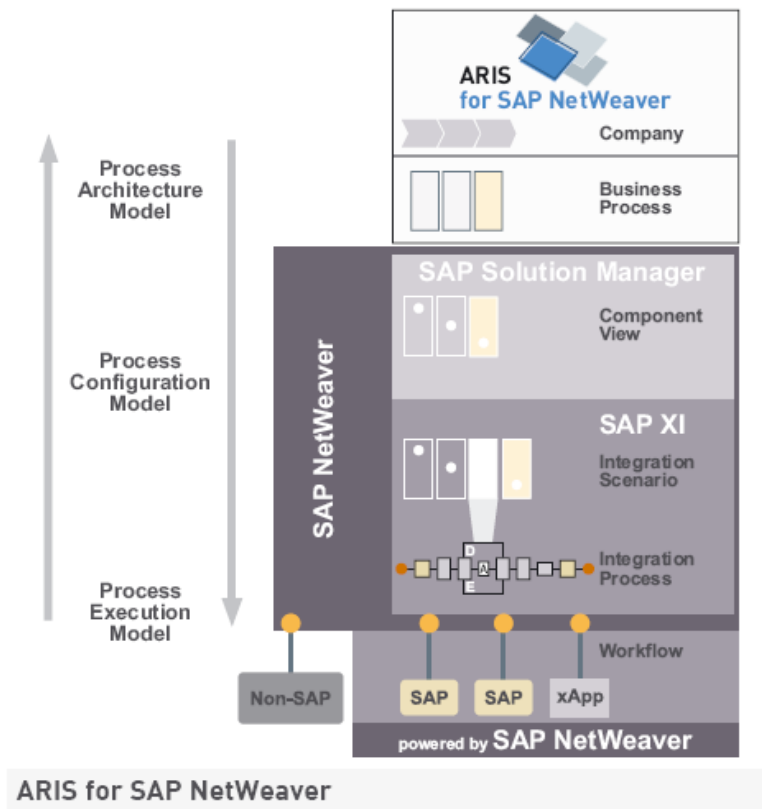 ARIS
for SAP NetWeaver
Company
Process
Architecture
Model
Business
Process
SAP Solution Manager
Component
View
Process
Configuration
Model
SAP NetWeaver
SAP XI
Integration
Scenario
D
A
E
Integration
Process
Process
Execution
Model
Workflow
Non-SAP
SAP
SAP
xApp
powered by SAP NetWeaver
ARIS for SAP NetWeaver